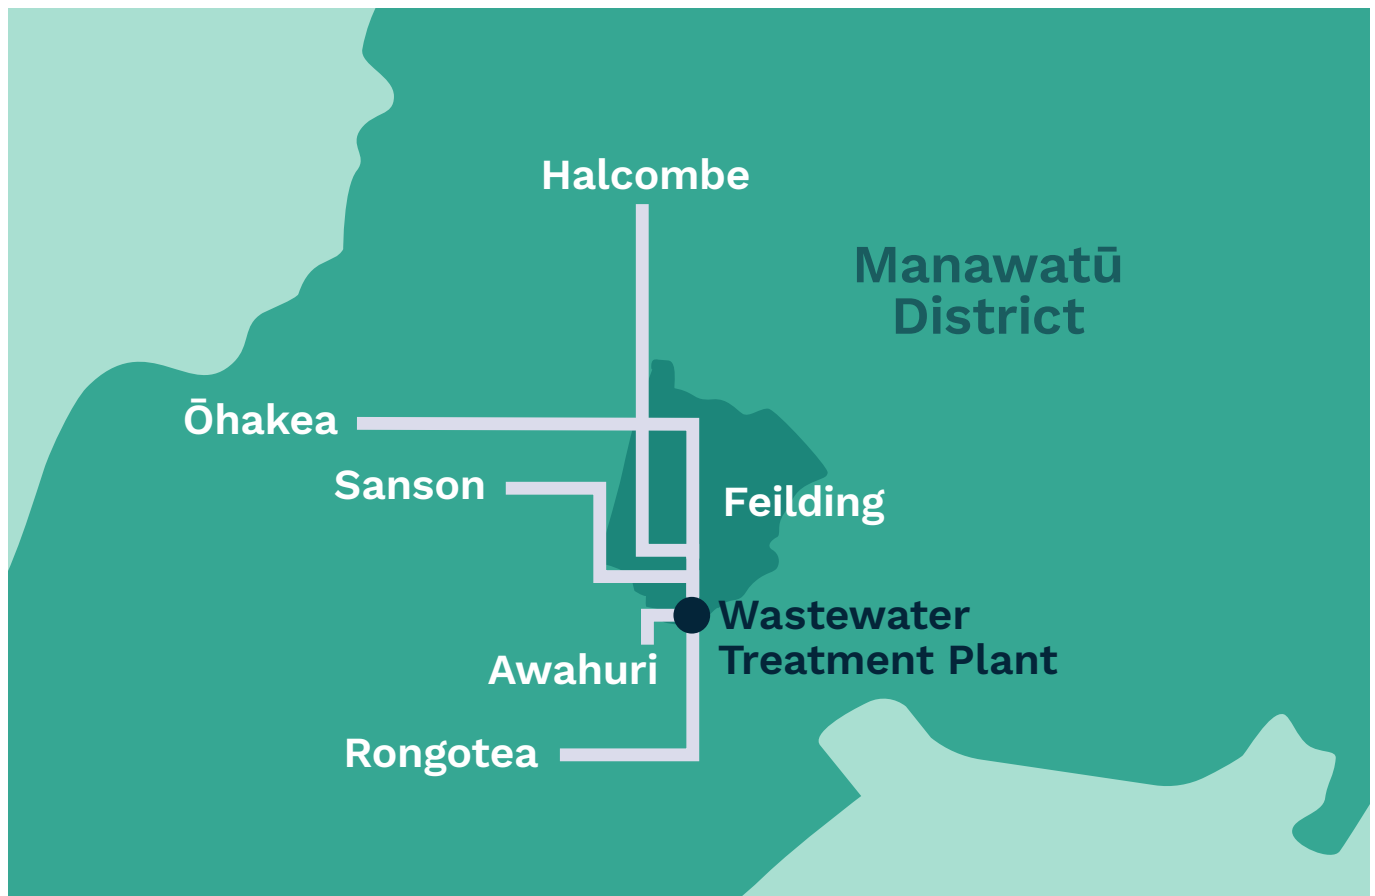 Halcombe
Manawatū
District
Ōhakea
Sanson
Feilding
Wastewater
Treatment Plant
Awahuri
Rongotea